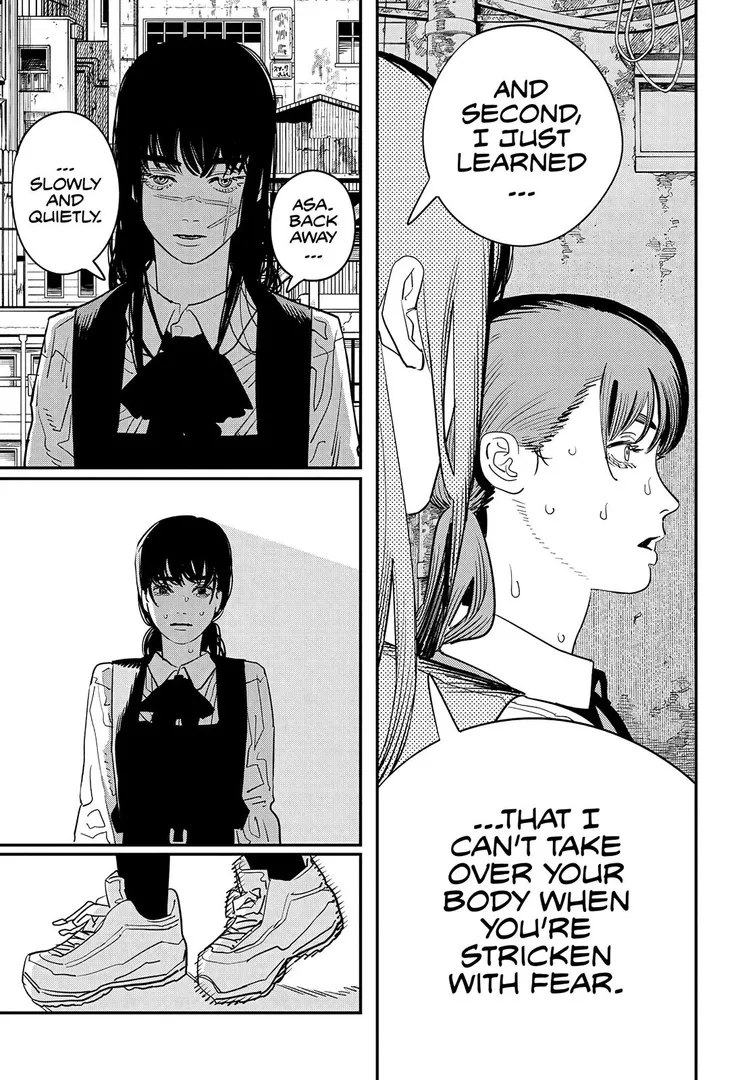 AND
SECOND,
I JUST
LEARNED
...
...THAT I
CAN'T TAKE
OVER YOUR
BODY WHEN
YOU'RE
STRICKEN
WITH FEAR.
ASA.
BACK
AWAY
...
...
SLOWLY
AND
QUIETLY.